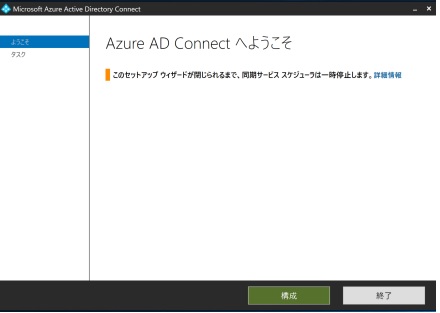 Microsoft Azure Active Directory Connect
ようこそ
タスク
Azure AD Connect へようこそ
このセットアップ ウィザードが閉じられるまで、同期サービス スケジューラは一時停止します。詳細情報
構成
終了